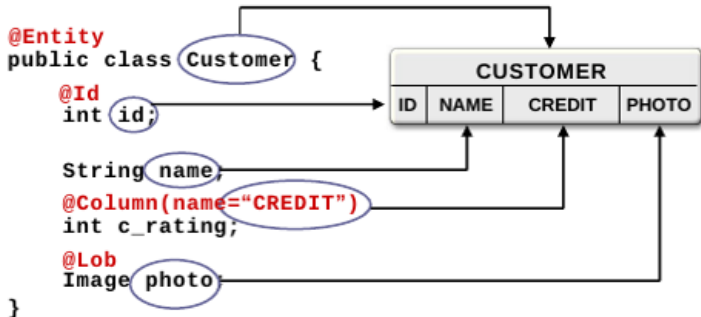 @Entity
public class Customer {
@Id
int id;
String name;
@Column(name=“CREDIT”)
int c_rating;
@Lob
Image photo;
}
CUSTOMER
ID NAME CREDIT PHOTO